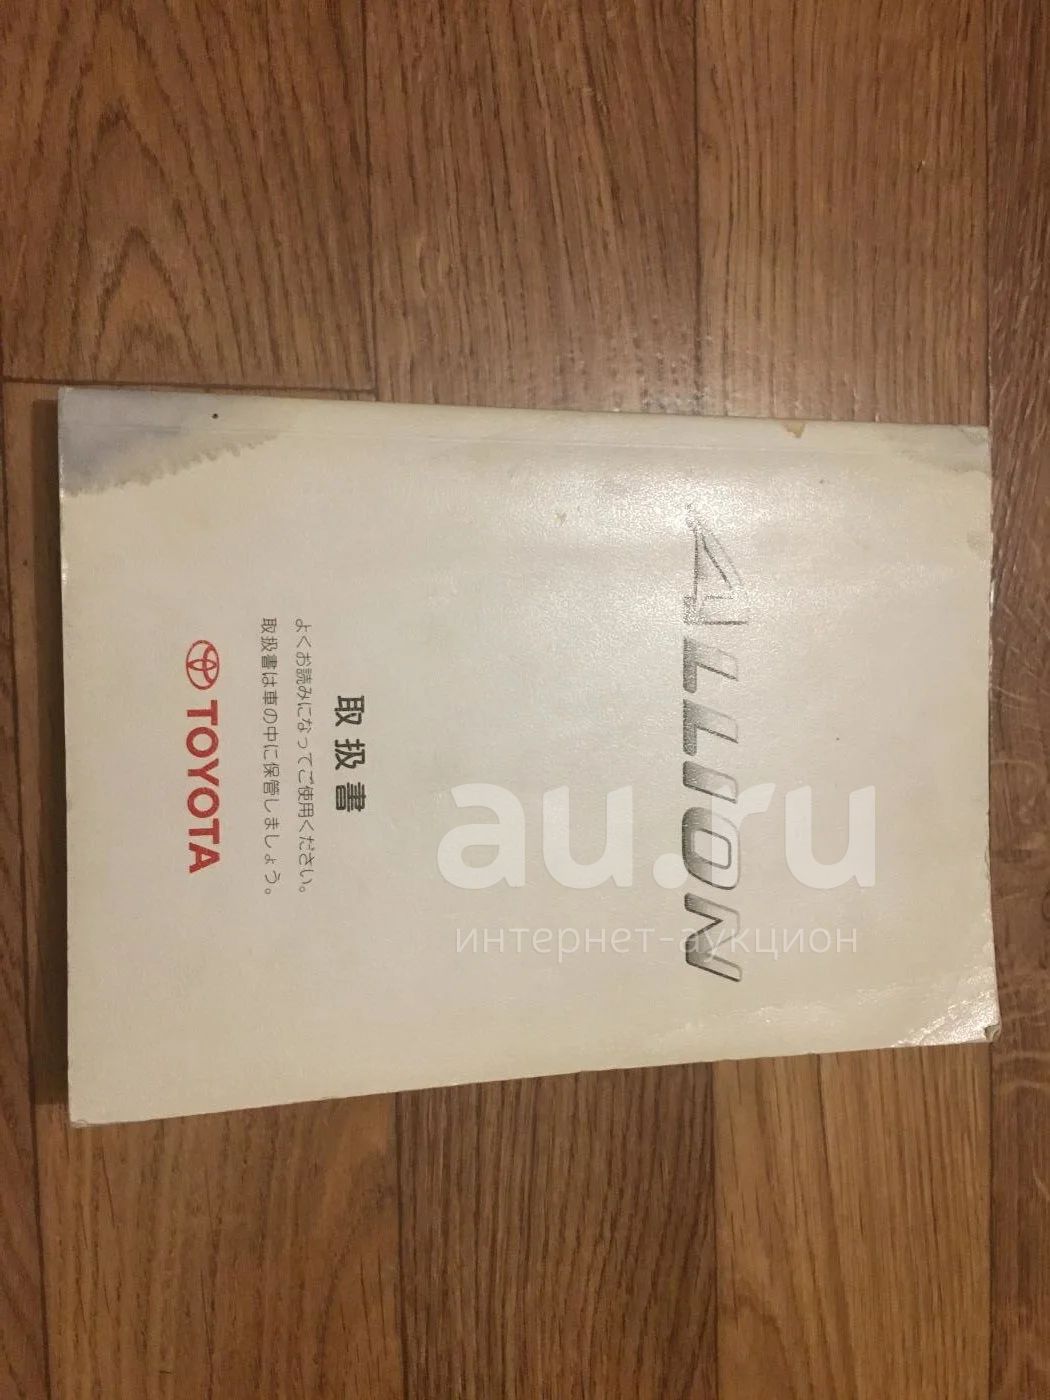 ALLION
取扱書
よくお読みになってご使用ください。
取扱書は車の中に保管しましょう。
TOYOTA
au.ru
интернет-аукцион